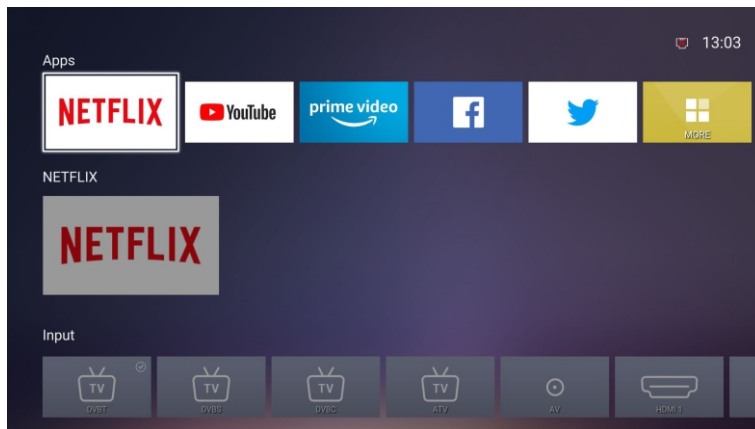 13:03
Apps
NETFLIX
YouTube
prime video
MORE
NETFLIX
NETFLIX
Input
TV
DVBT
TV
DVBS
TV
DVBC
TV
ATV
AV
HDMI 1